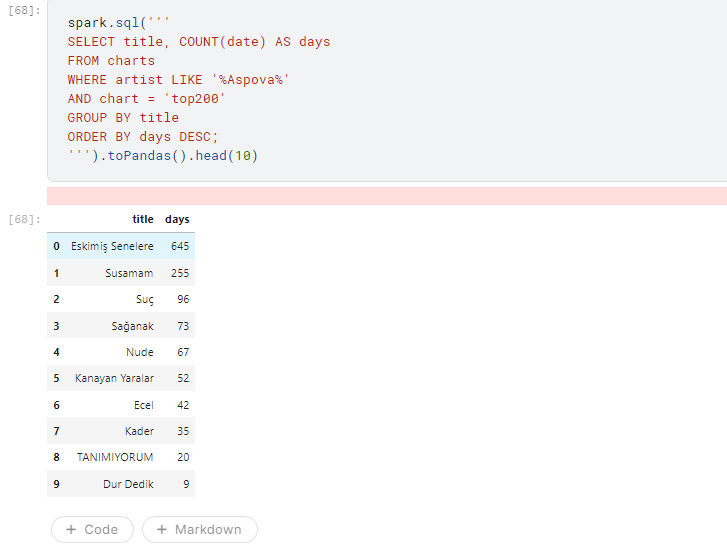 [68]:
spark.sql('''
SELECT title, COUNT(date) AS days
FROM charts
WHERE artist LIKE '%Aspova%'
AND chart = 'top200'
GROUP BY title
ORDER BY days DESC;
''').toPandas().head(10)
[68]:
title days
0 Eskimiş Senelere 645
1 Susamam 255
2 Suç 96
3 Sağanak 73
4 Nude 67
5 Kanayan Yaralar 52
6 Ecel 42
7 Kader 35
8 TANIMIYORUM 20
9 Dur Dedik 9
+ Code + Markdown